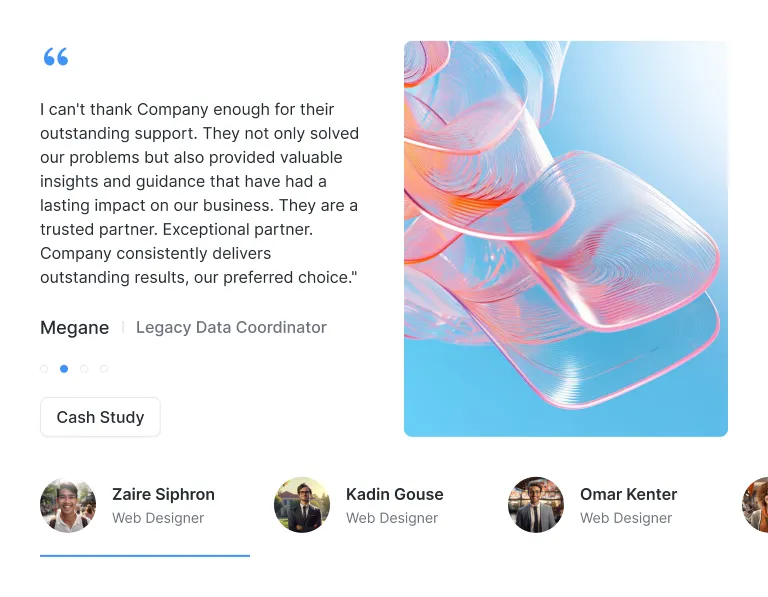 “
I can't thank Company enough for their
outstanding support. They not only solved
our problems but also provided valuable
insights and guidance that have had a
lasting impact on our business. They are a
trusted partner. Exceptional partner.
Company consistently delivers
outstanding results, our preferred choice."
Megane | Legacy Data Coordinator
Cash Study
Zaire Siphron
Web Designer
Kadin Gouse
Web Designer
Omar Kenter
Web Designer